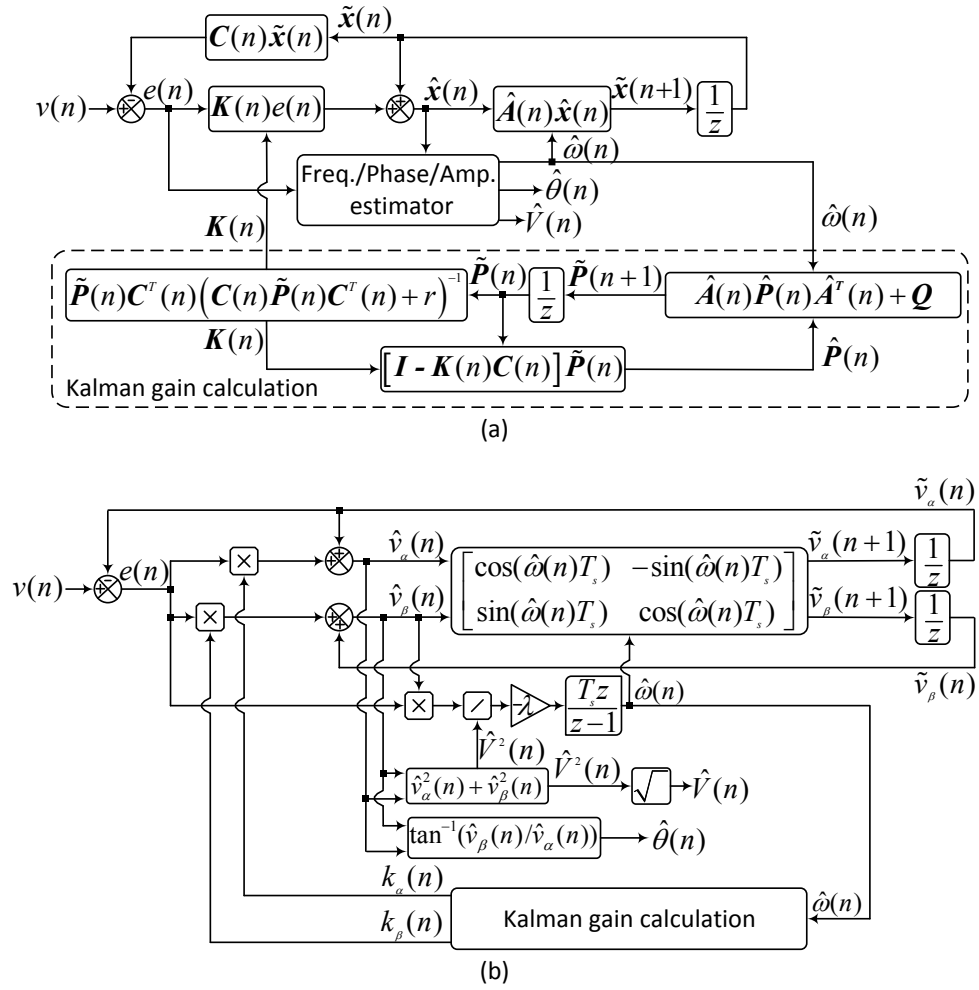 x̃(n)
C(n)x̃(n)
v(n) e(n) K(n)e(n) x̂(n) Â(n)x̂(n) x̃(n+1) 1/z
+ − + +
ω̂(n)
Freq./Phase/Amp.
estimator
θ̂(n)
V̂(n)
K(n) ω̂(n)
P̃(n)C^T(n)(C(n)P̃(n)C^T(n)+r)^−1 P̃(n) 1/z P̃(n+1) Â(n)P̂(n)Â^T(n)+Q
K(n) [I - K(n)C(n)]P̃(n) P̂(n)
Kalman gain calculation
(a)
ṽ_α(n)
v(n) e(n) × v̂_α(n) ṽ_α(n+1) 1/z
cos(ω̂(n)T_s) −sin(ω̂(n)T_s)
× v̂_β(n) ṽ_β(n+1) 1/z
sin(ω̂(n)T_s) cos(ω̂(n)T_s)
+ − + + + +
ṽ_β(n)
× / −λ T_s z/(z−1) ω̂(n)
V̂²(n)
v̂_α²(n)+v̂_β²(n) V̂²(n) √ V̂(n)
tan^−1(v̂_β(n)/v̂_α(n)) θ̂(n)
k_α(n)
k_β(n) Kalman gain calculation ω̂(n)
(b)